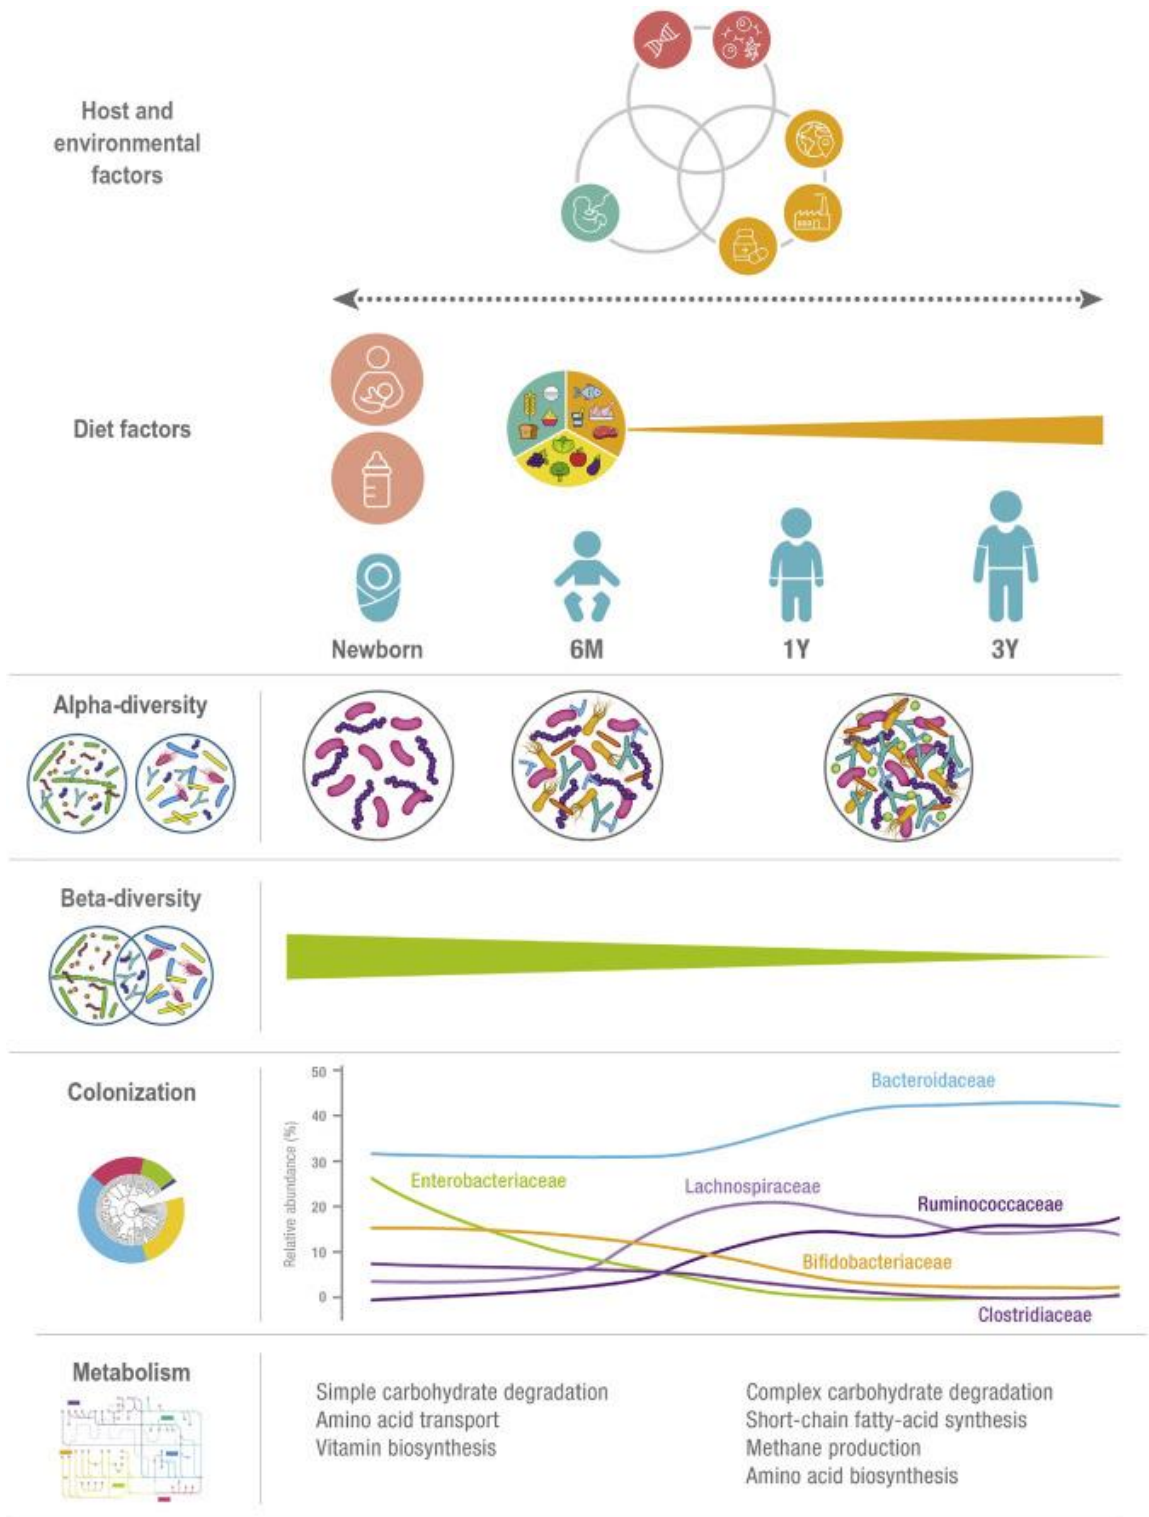 Host and
environmental
factors
Diet factors
Newborn
6M
1Y
3Y
Alpha-diversity
Beta-diversity
Colonization
Relative abundance (%)
50
40
30
20
10
0
Bacteroidaceae
Enterobacteriaceae
Lachnospiraceae
Ruminococcaceae
Bifidobacteriaceae
Clostridiaceae
Metabolism
Simple carbohydrate degradation
Amino acid transport
Vitamin biosynthesis
Complex carbohydrate degradation
Short-chain fatty-acid synthesis
Methane production
Amino acid biosynthesis